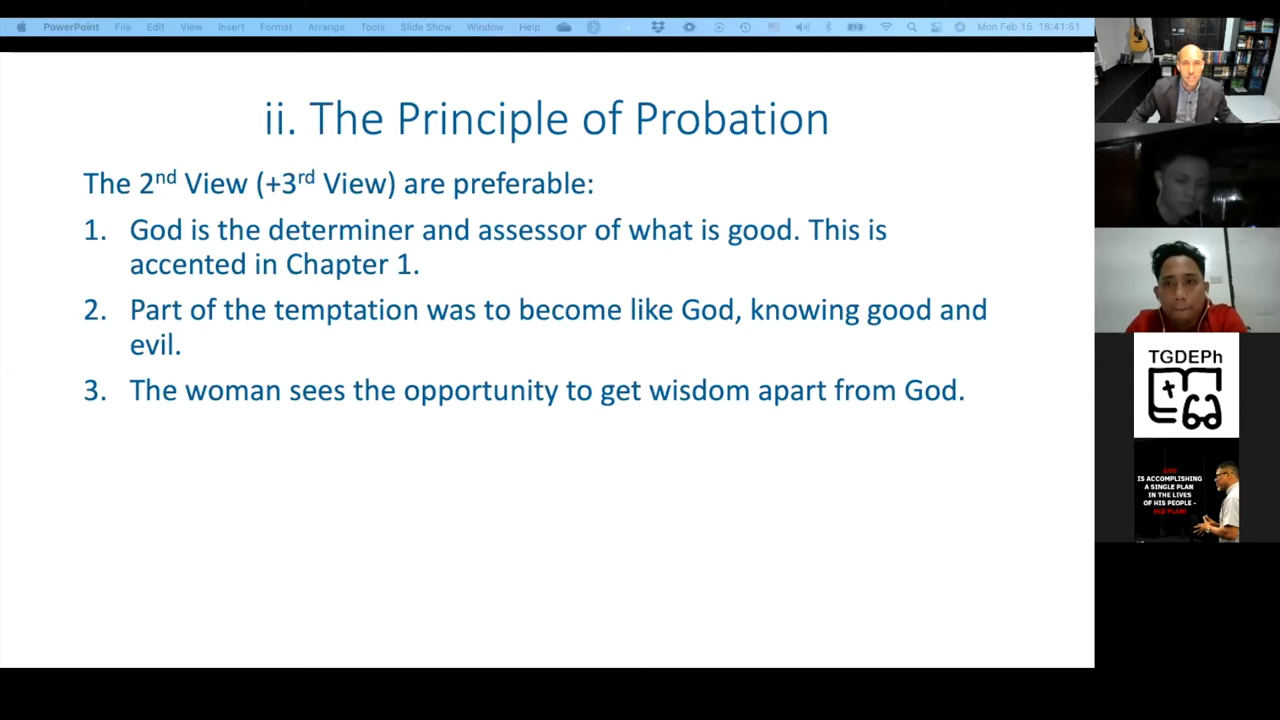 PowerPoint File Edit View Insert Format Arrange Tools Slide Show Window Help Mon Feb 15 18:41:51
ii. The Principle of Probation
The 2nd View (+3rd View) are preferable:
1. God is the determiner and assessor of what is good. This is
accented in Chapter 1.
2. Part of the temptation was to become like God, knowing good and
evil.
3. The woman sees the opportunity to get wisdom apart from God.
TGDEPh
GOD
IS ACCOMPLISHING
A SINGLE PLAN
IN THE LIVES
OF HIS PEOPLE -
HIS PLAN!